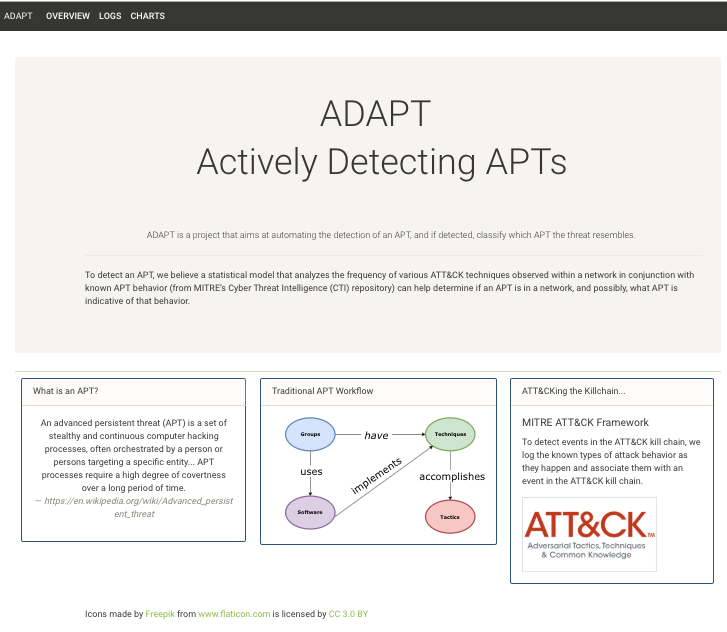 ADAPT OVERVIEW LOGS CHARTS
ADAPT
Actively Detecting APTs
ADAPT is a project that aims at automating the detection of an APT, and if detected, classify which APT the threat resembles.
To detect an APT, we believe a statistical model that analyzes the frequency of various ATT&CK techniques observed within a network in conjunction with
known APT behavior (from MITRE's Cyber Threat Intelligence (CTI) repository) can help determine if an APT is in a network, and possibly, what APT is
indicative of that behavior.
What is an APT?
An advanced persistent threat (APT) is a set of
stealthy and continuous computer hacking
processes, often orchestrated by a person or
persons targeting a specific entity... APT
processes require a high degree of covertness
over a long period of time.
— https://en.wikipedia.org/wiki/Advanced_persist
ent_threat
Traditional APT Workflow
Groups
have
Techniques
uses
implements
accomplishes
Software
Tactics
ATT&CKing the Killchain...
MITRE ATT&CK Framework
To detect events in the ATT&CK kill chain, we
log the known types of attack behavior as
they happen and associate them with an
event in the ATT&CK kill chain.
ATT&CK™
Adversarial Tactics, Techniques
& Common Knowledge
Icons made by Freepik from www.flaticon.com is licensed by CC 3.0 BY